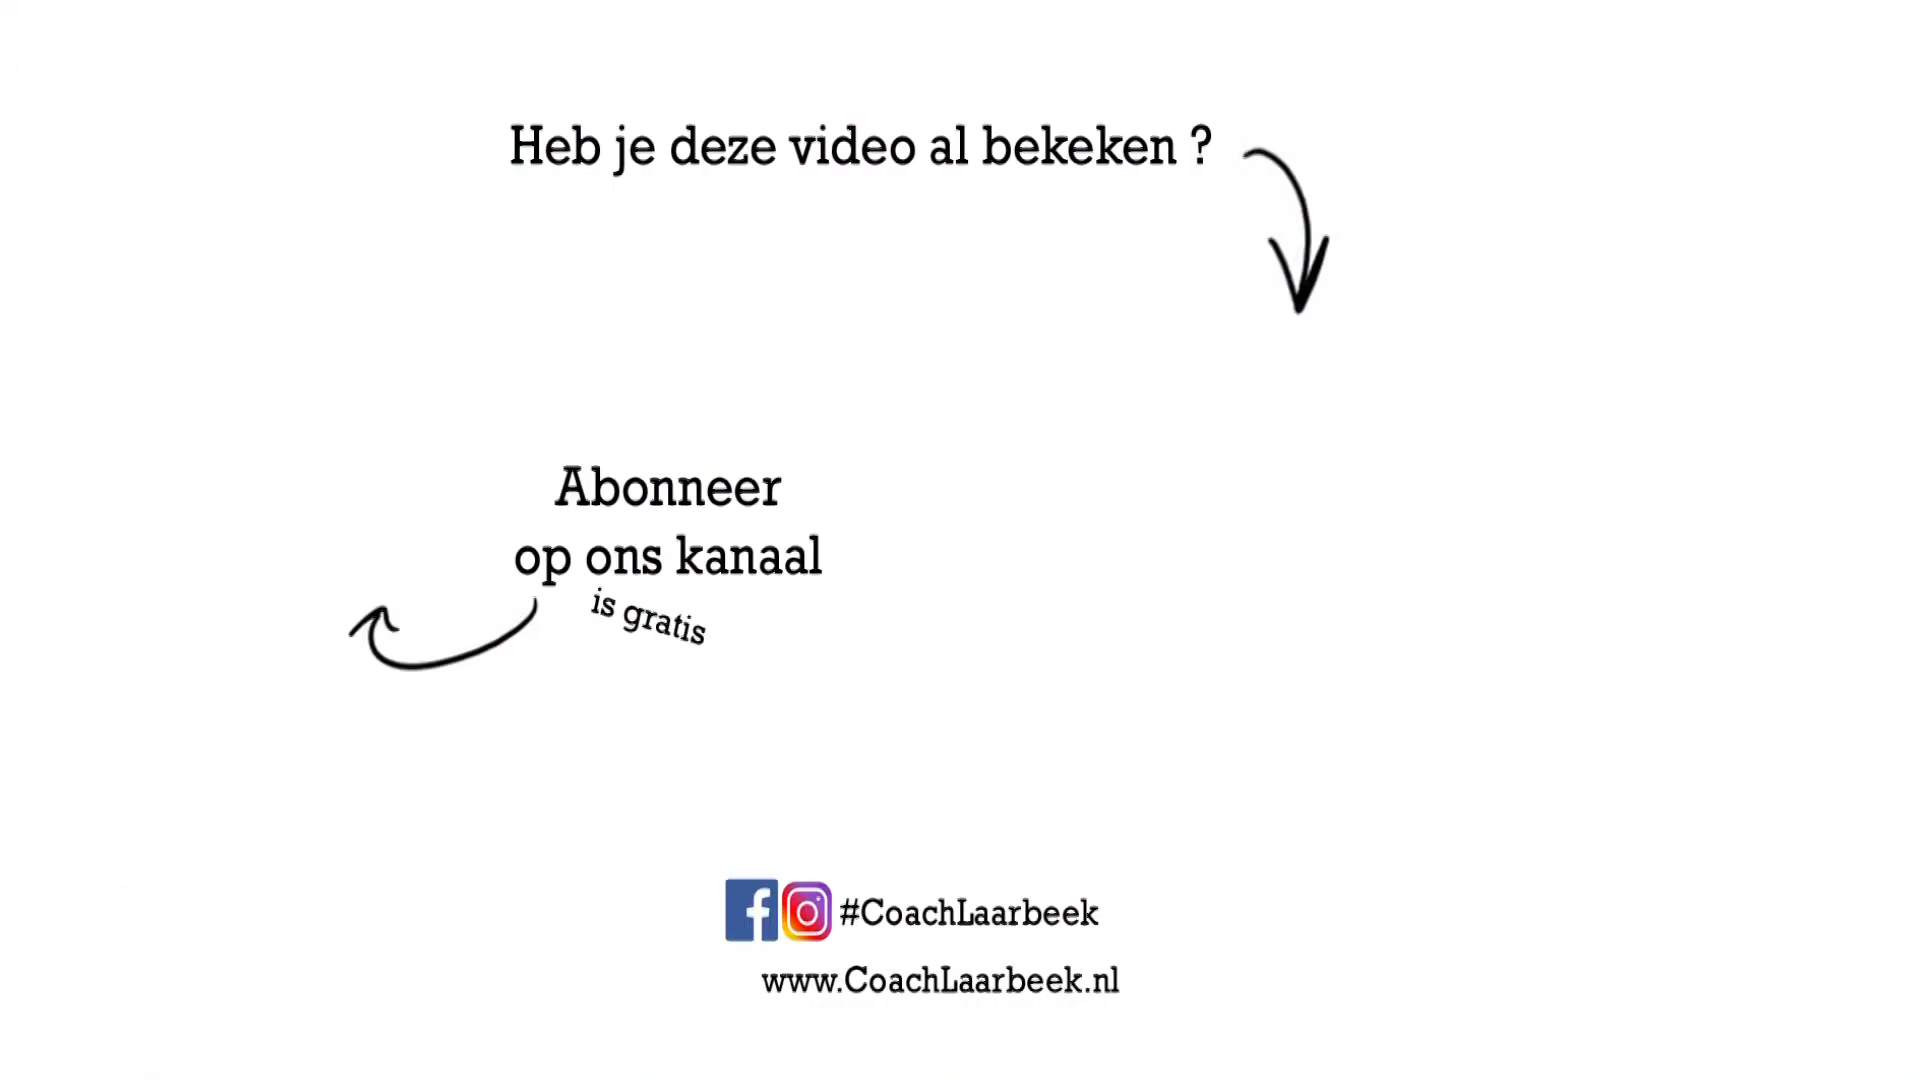 Heb je deze video al bekeken ?
Abonneer
op ons kanaal
is gratis
#CoachLaarbeek
www.CoachLaarbeek.nl